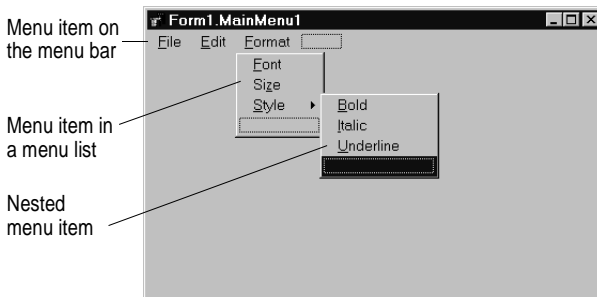 Form1.MainMenu1
Menu item on
the menu bar
File Edit Format
Font
Size
Style
Bold
Italic
Underline
Menu item in
a menu list
Nested
menu item